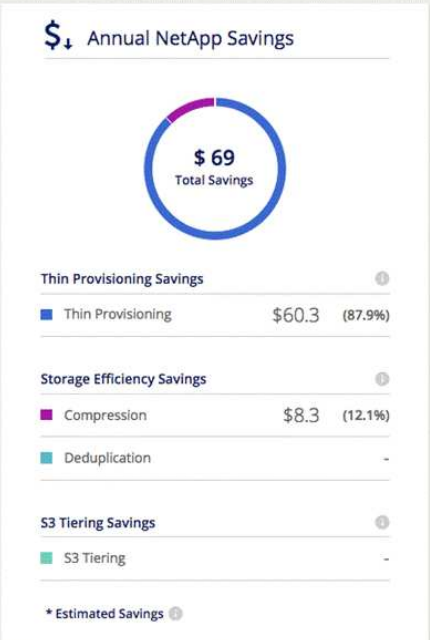 $ Annual NetApp Savings
$ 69
Total Savings
Thin Provisioning Savings
Thin Provisioning $60.3 (87.9%)
Storage Efficiency Savings
Compression $8.3 (12.1%)
Deduplication -
S3 Tiering Savings
S3 Tiering -
* Estimated Savings